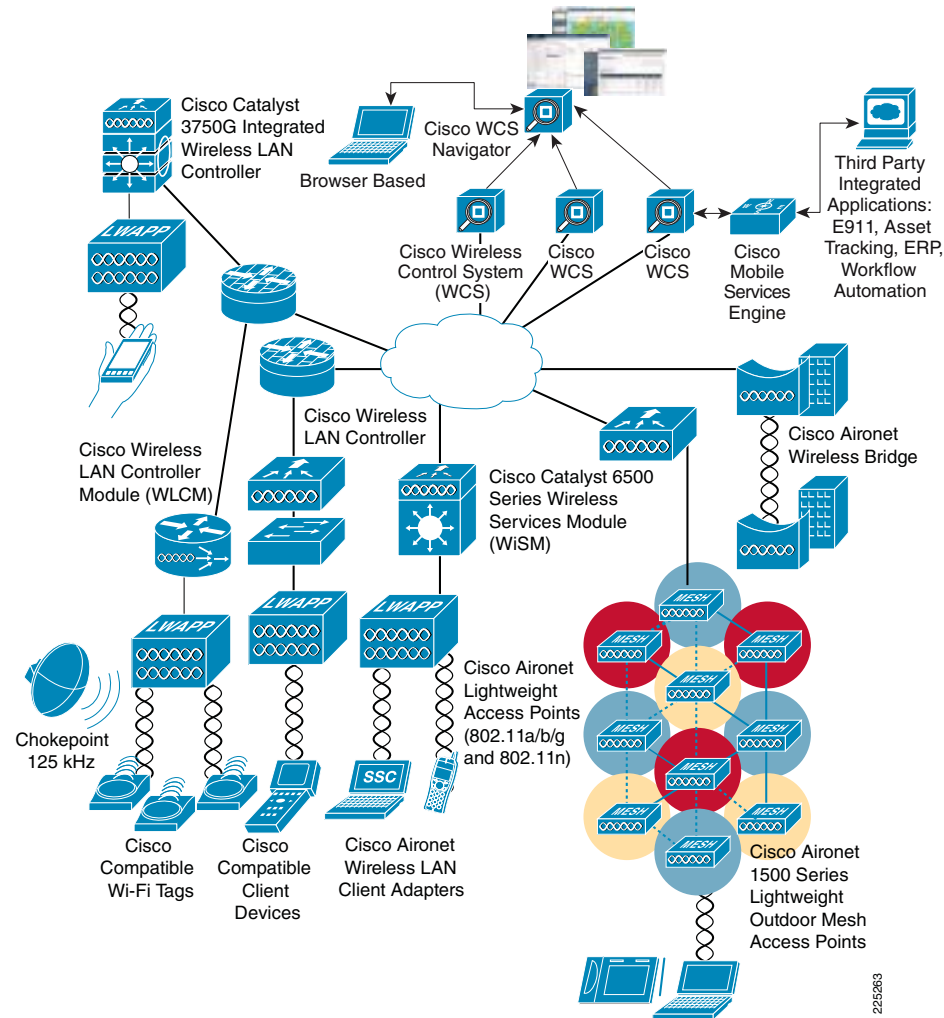 Cisco Catalyst
3750G Integrated
Wireless LAN
Controller
Browser Based
Cisco WCS
Navigator
Third Party
Integrated
Applications:
E911, Asset
Tracking, ERP,
Workflow
Automation
Cisco Wireless
Control System
(WCS)
Cisco
WCS
Cisco
WCS
Cisco
Mobile
Services
Engine
LWAPP
Cisco Wireless
LAN Controller
Module (WLCM)
Cisco Wireless
LAN Controller
Cisco Catalyst 6500
Series Wireless
Services Module
(WiSM)
Cisco Aironet
Wireless Bridge
LWAPP
LWAPP
LWAPP
MESH
MESH
MESH
MESH
MESH
MESH
MESH
MESH
MESH
MESH
Chokepoint
125 kHz
Cisco Aironet
Lightweight
Access Points
(802.11a/b/g
and 802.11n)
SSC
Cisco
Compatible
Wi-Fi Tags
Cisco
Compatible
Client
Devices
Cisco Aironet
Wireless LAN
Client Adapters
Cisco Aironet
1500 Series
Lightweight
Outdoor Mesh
Access Points
225263